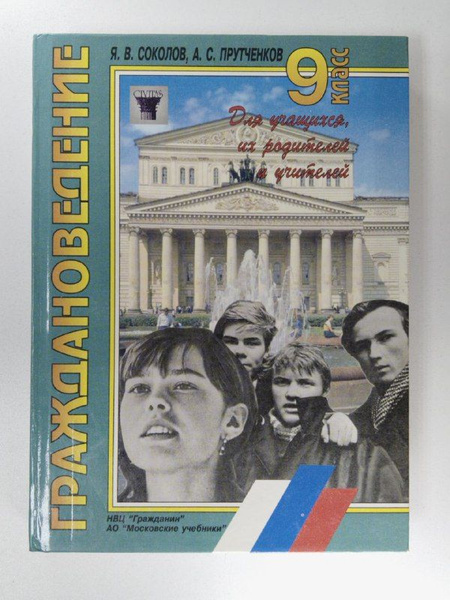 Я. В. СОКОЛОВ, А. С. ПРУТЧЕНКОВ
9
КЛАСС
CIVITAS
Для учащихся,
их родителей
и учителей
ГРАЖДАНОВЕДЕНИЕ
НВЦ "Гражданин"
АО "Московские учебники"